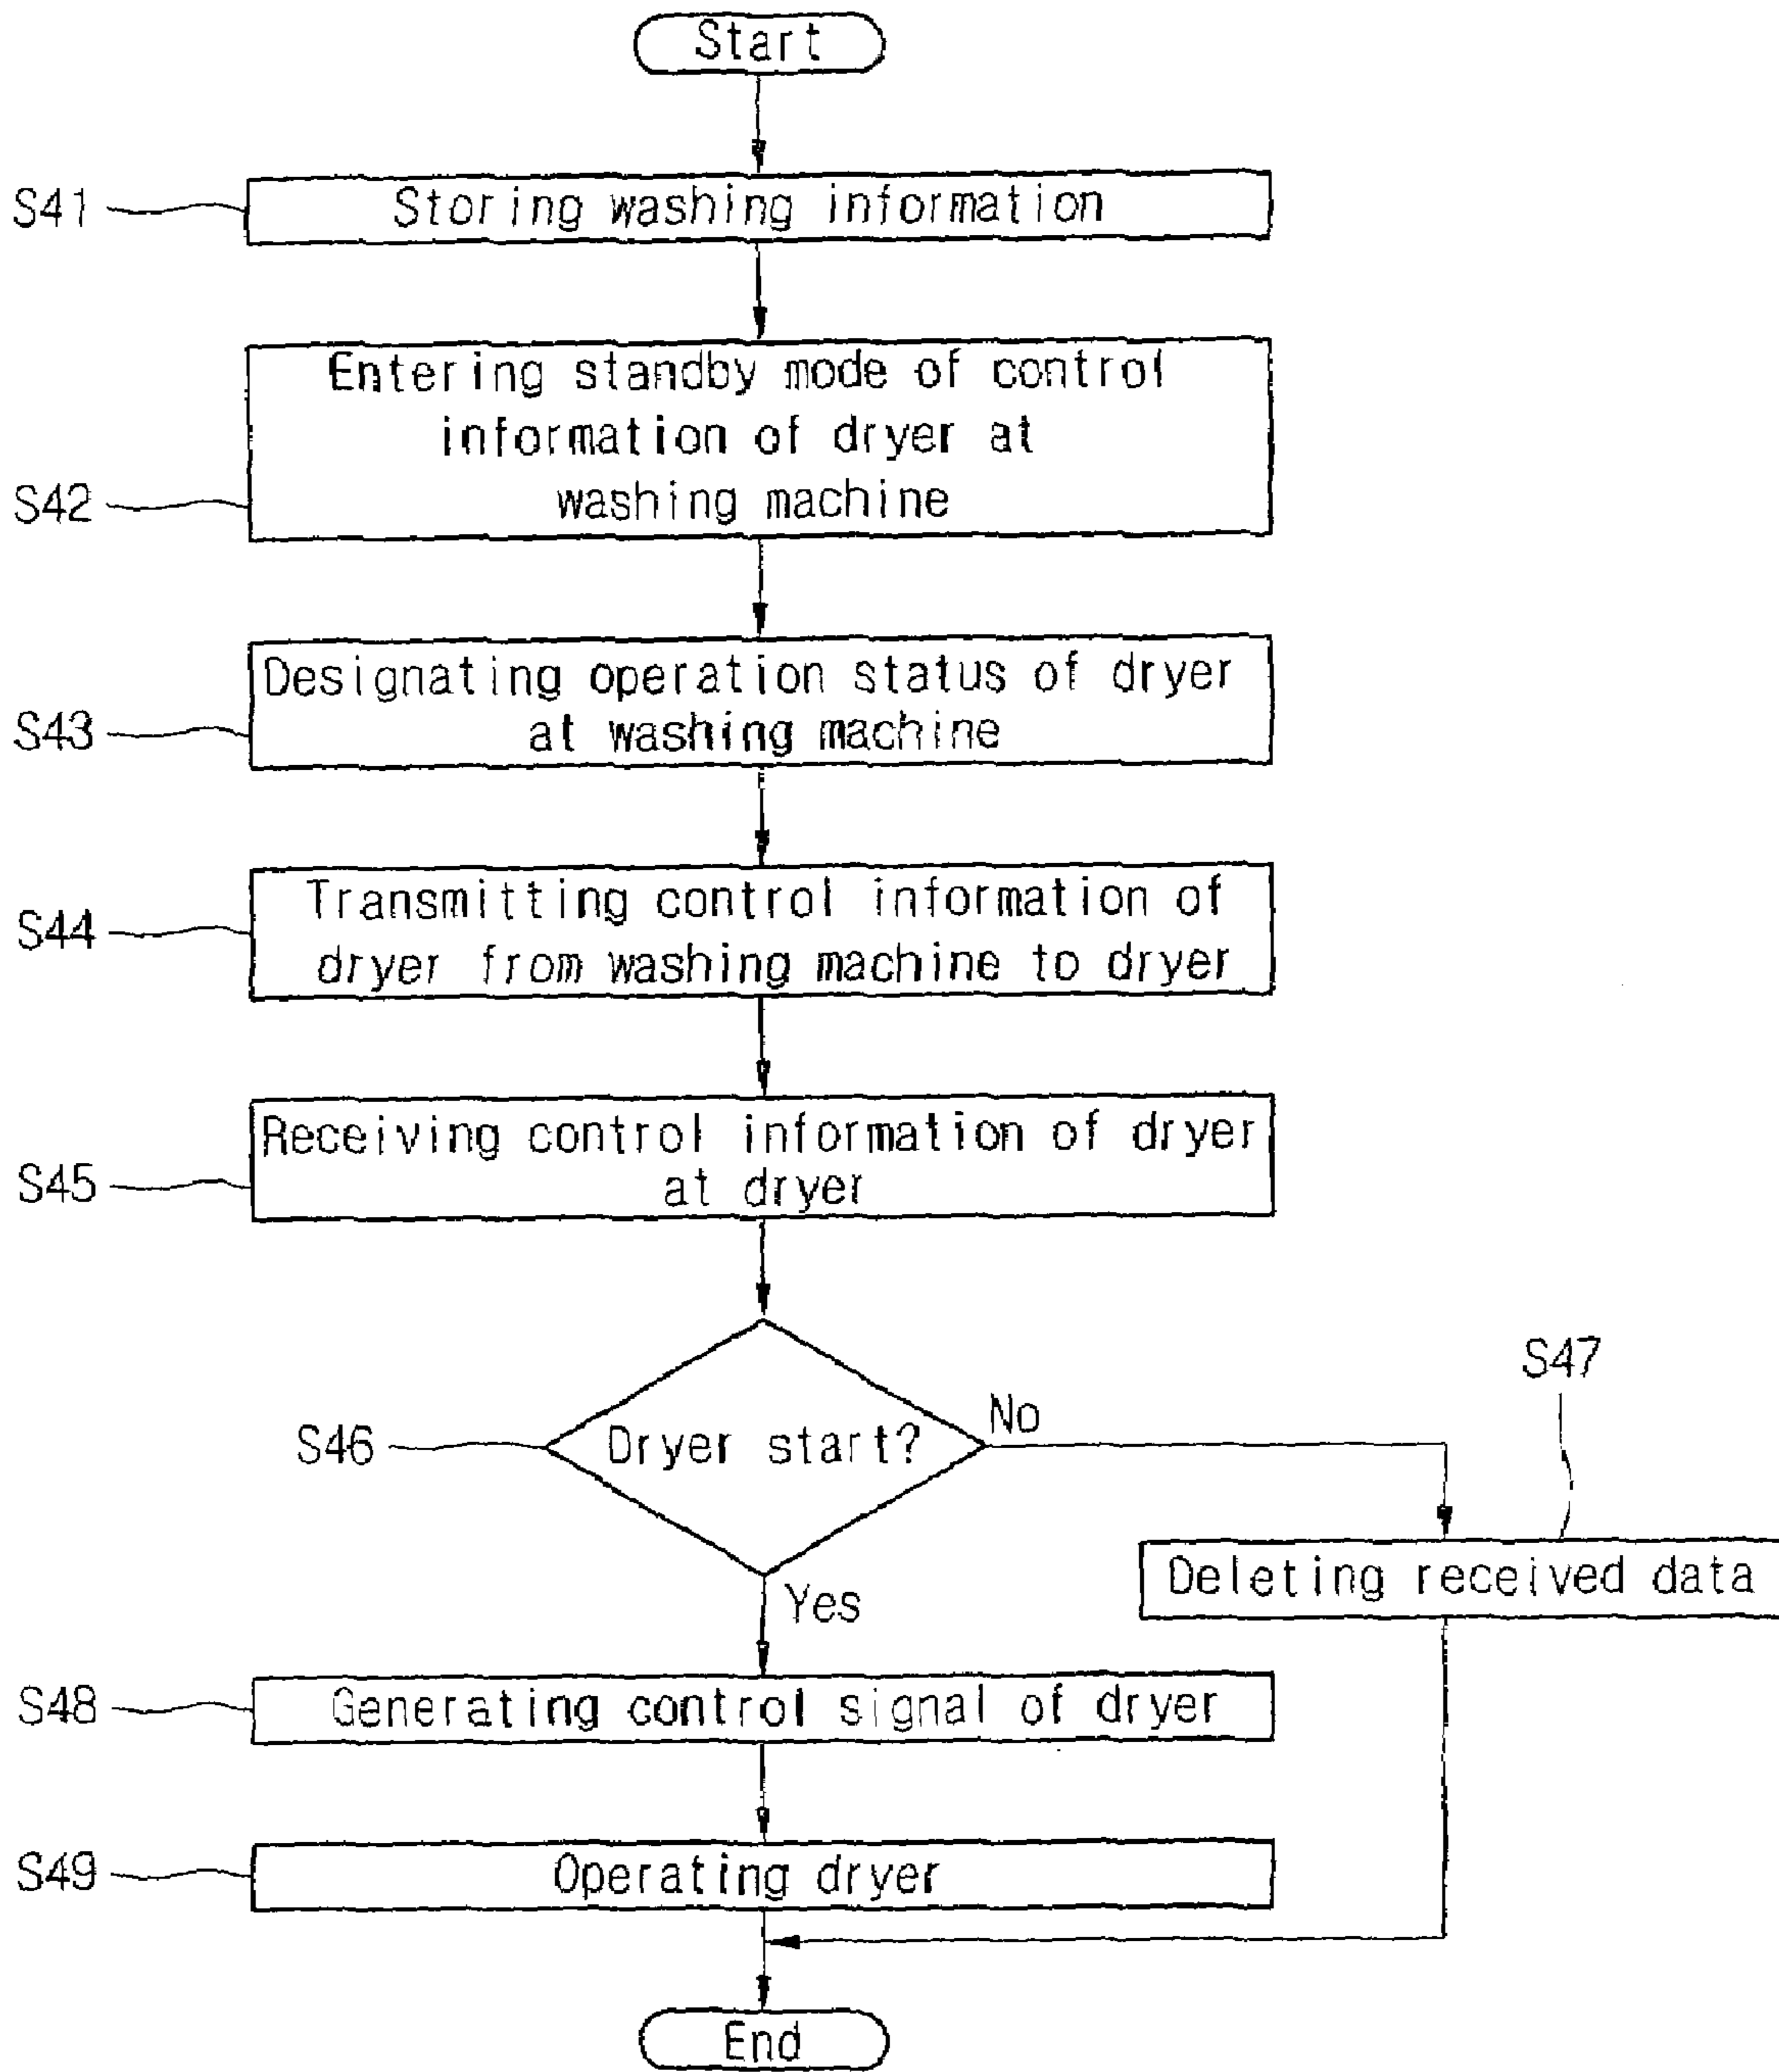 Start
S41
Storing washing information
Entering standby mode of control
information of dryer at
washing machine
S42
Designating operation status of dryer
at washing machine
S43
Transmitting control information of
dryer from washing machine to dryer
S44
Receiving control information of dryer
at dryer
S45
S46
Dryer start?
No
S47
Deleting received data
Yes
S48
Generating control signal of dryer
S49
Operating dryer
End